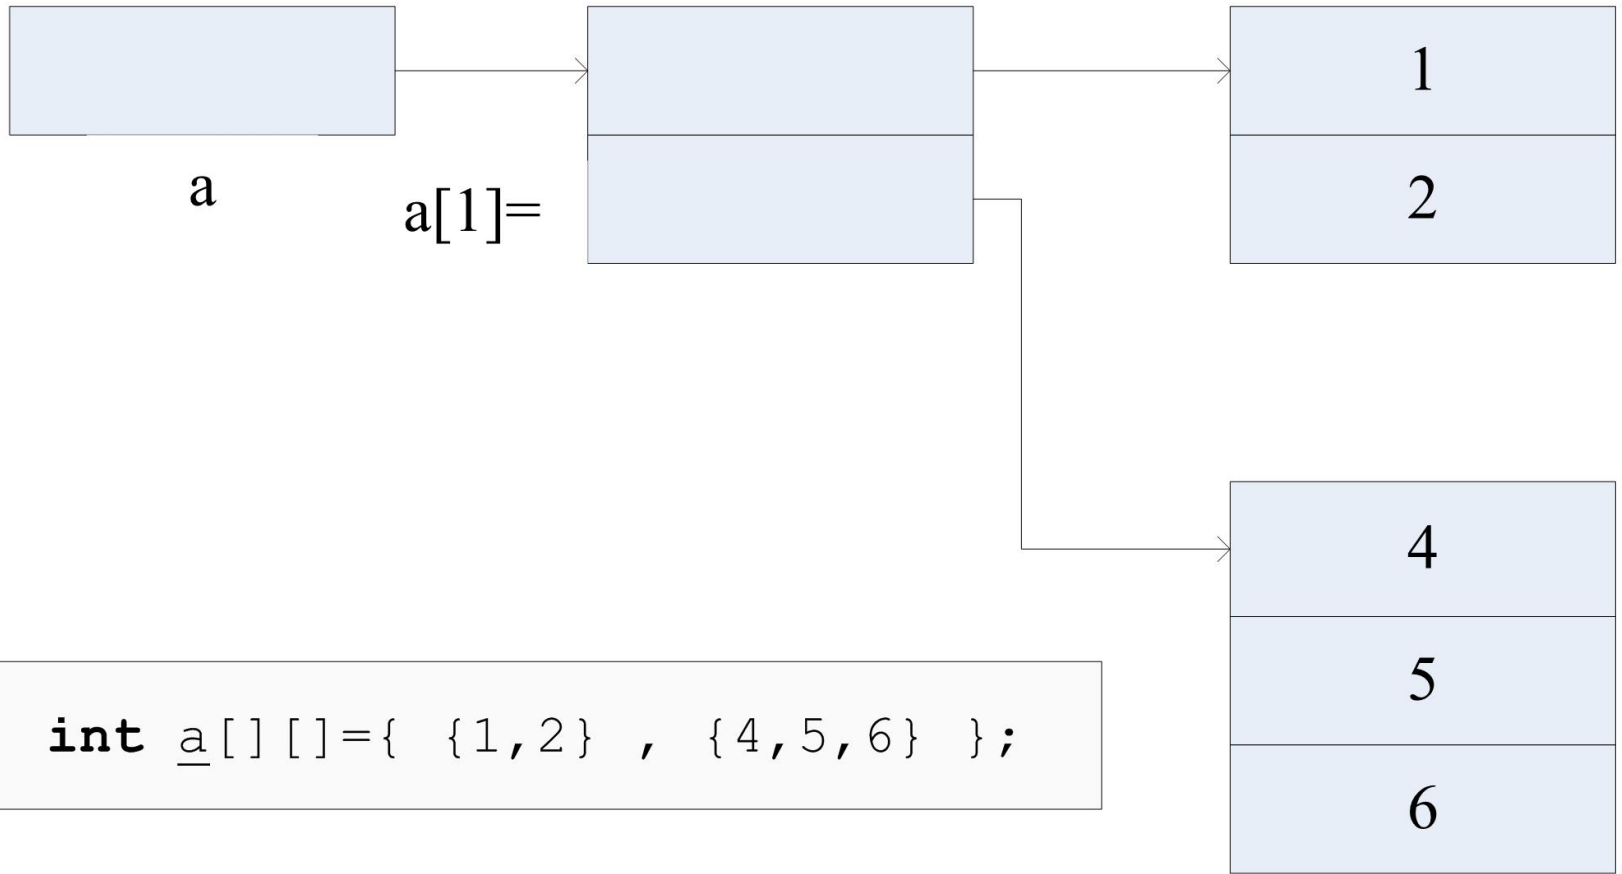 1
2
a
a[1]=
4
5
6
int a[][]={ {1,2} , {4,5,6} };